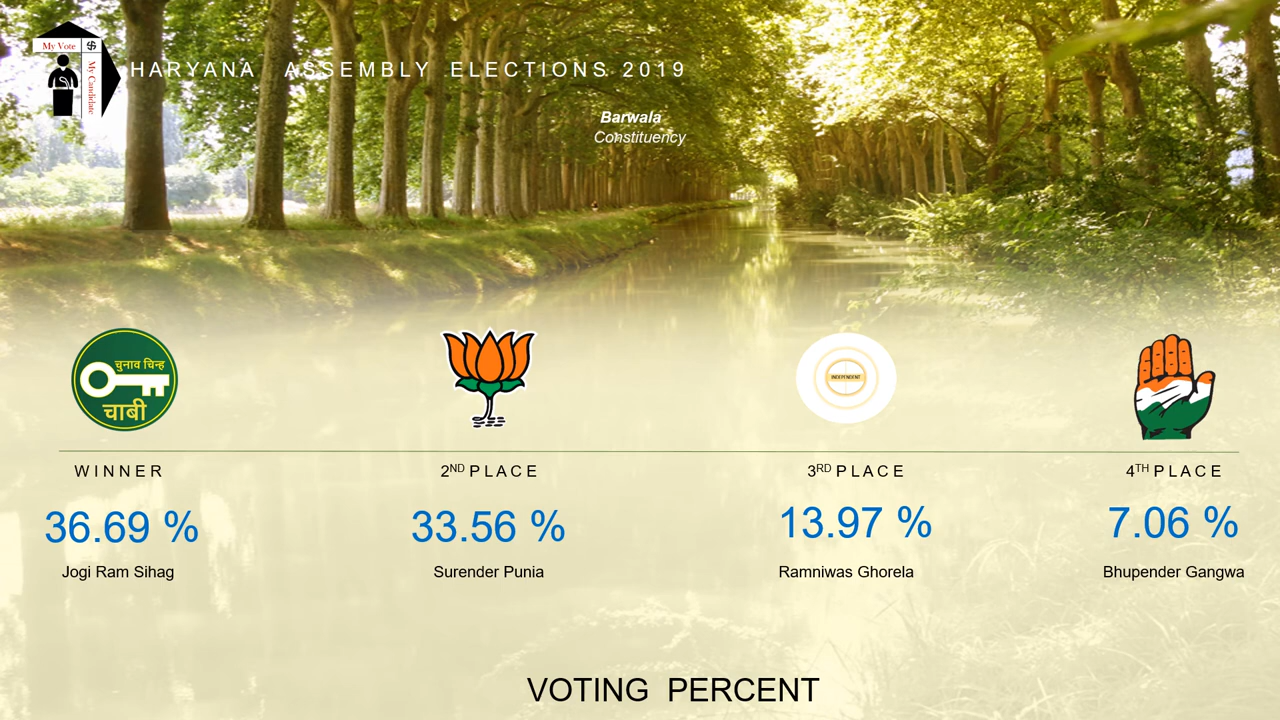 My Vote
My Candidate
HARYANA ASSEMBLY ELECTIONS 2019
Barwala
Constituency
चुनाव चिन्ह
चाबी
INDEPENDENT
WINNER
2ND PLACE
3RD PLACE
4TH PLACE
36.69 %
33.56 %
13.97 %
7.06 %
Jogi Ram Sihag
Surender Punia
Ramniwas Ghorela
Bhupender Gangwa
VOTING PERCENT